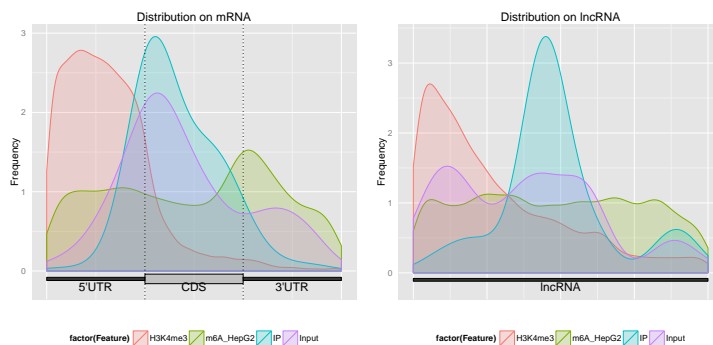 Distribution on mRNA
3
2
1
0
Frequency
5'UTR CDS 3'UTR
factor(Feature) H3K4me3 m6A_HepG2 IP Input
Distribution on lncRNA
3
2
1
0
Frequency
lncRNA
factor(Feature) H3K4me3 m6A_HepG2 IP Input